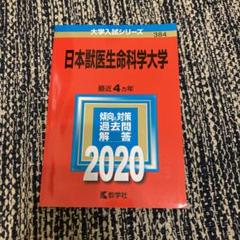 大学入試シリーズ
384
日本獣医生命科学大学
最近4カ年
傾向と対策
過去問
解答
2020
教学社